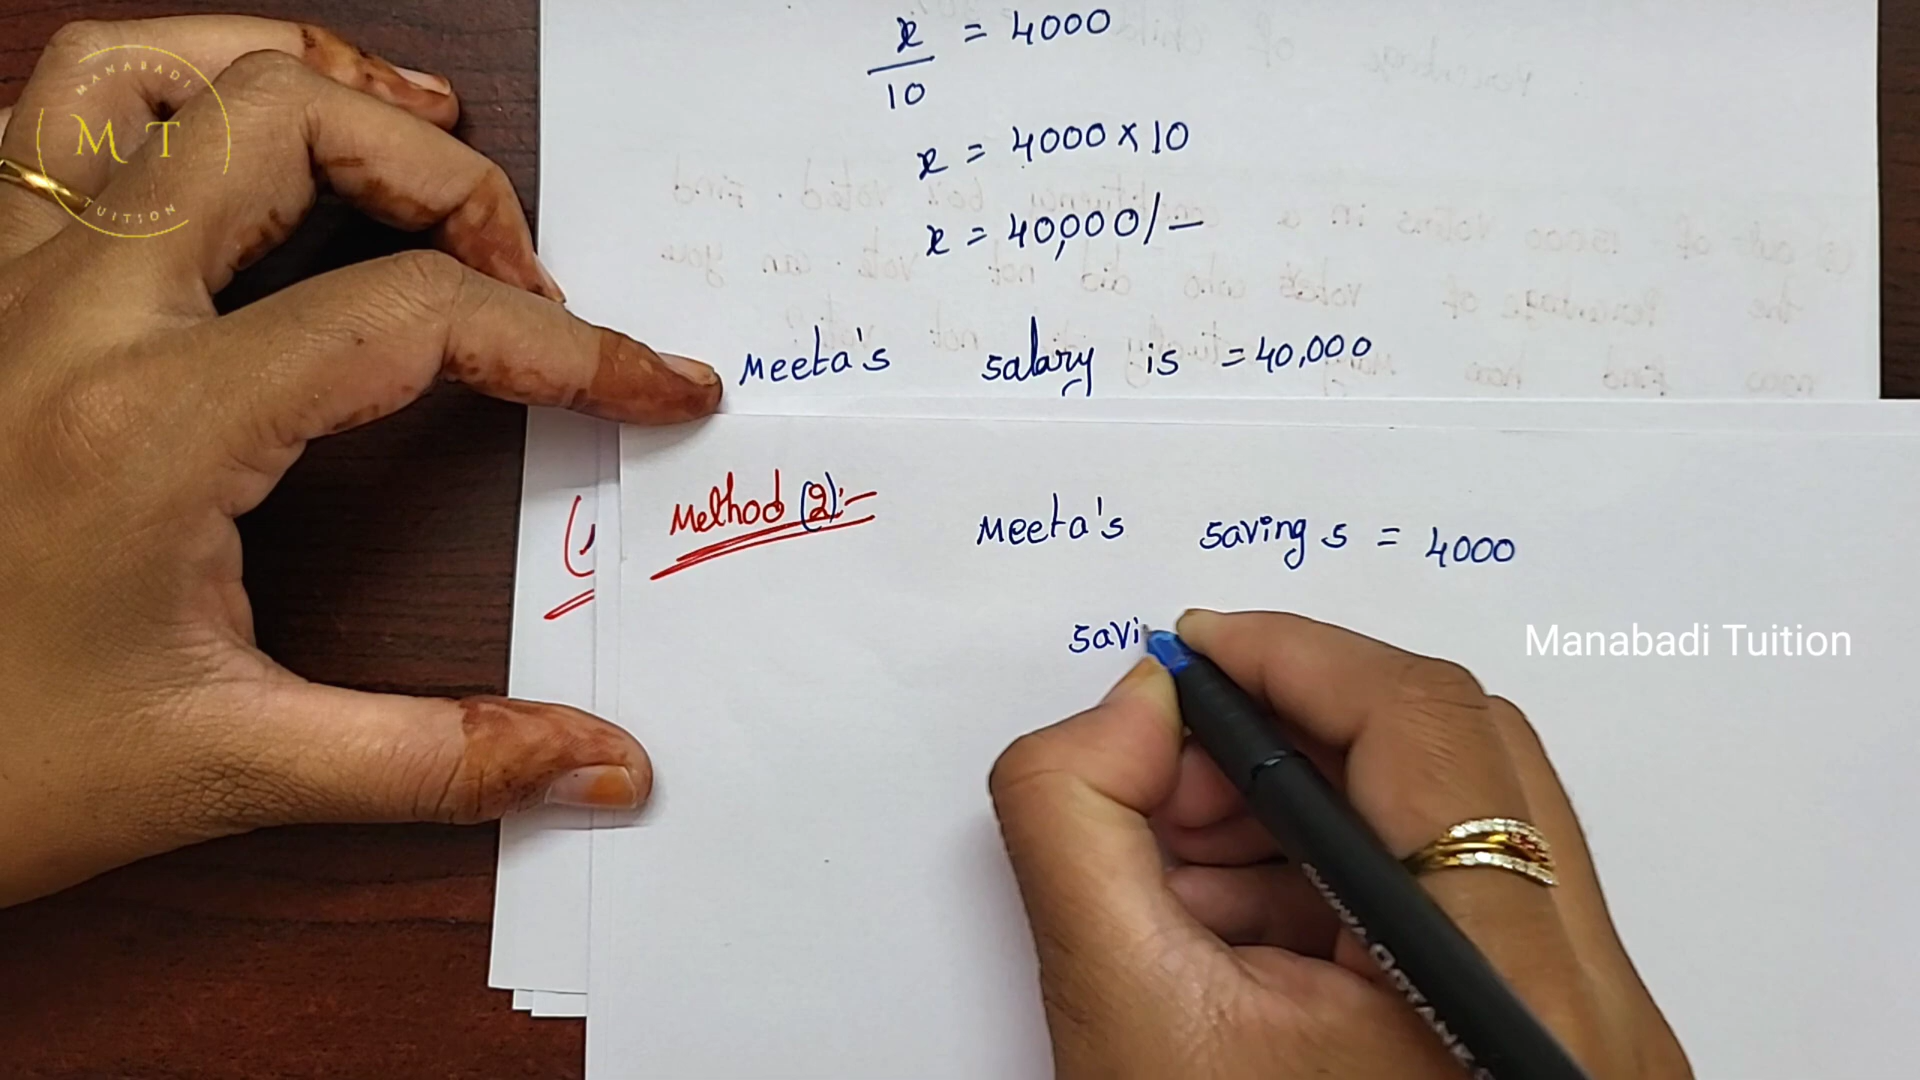 x = 4000
10
x = 4000 x 10
x = 40,000/-
Meeta's salary is = 40,000
Method (2):-
Meeta's savings = 4000
savi
Manabadi Tuition
MANABADI
MT
TUITION